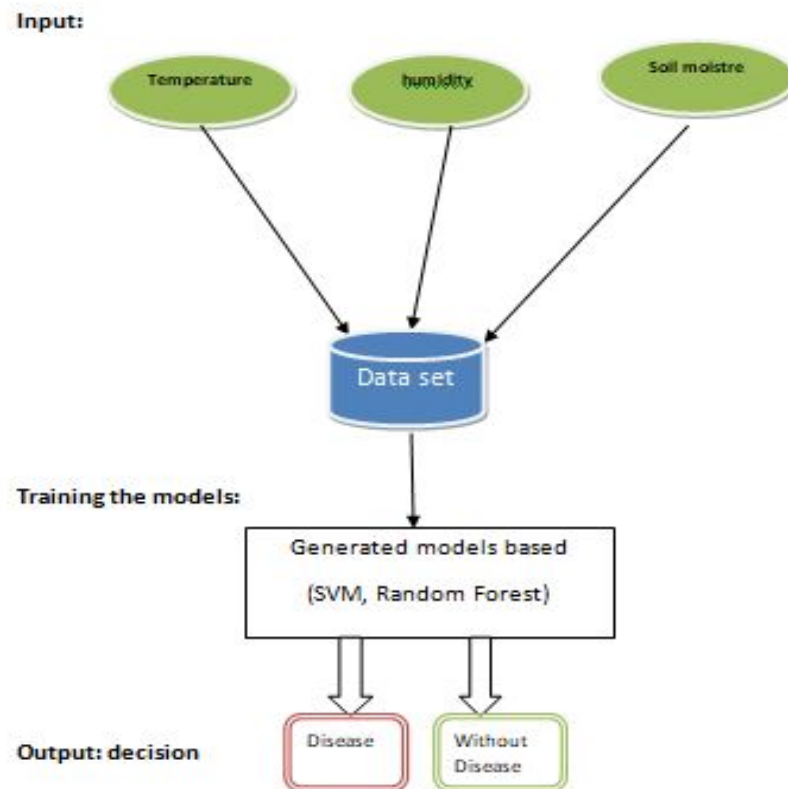 Input:
Temperature
humidity
Soil moistre
Data set
Training the models:
Generated models based
(SVM, Random Forest)
Output: decision
Disease
Without
Disease